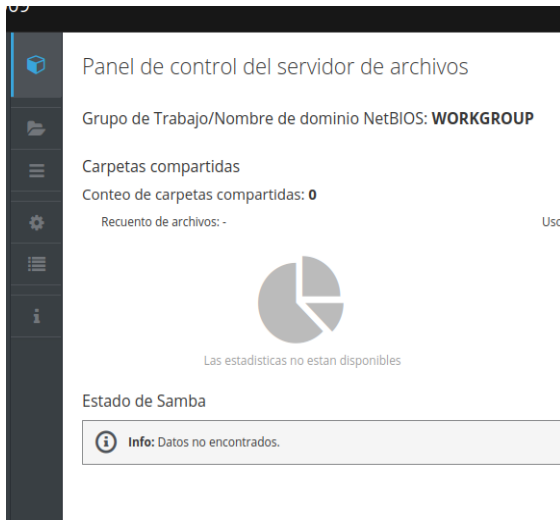 Panel de control del servidor de archivos
Grupo de Trabajo/Nombre de dominio NetBIOS: WORKGROUP
Carpetas compartidas
Conteo de carpetas compartidas: 0
Recuento de archivos: -
Las estadisticas no estan disponibles
Estado de Samba
Info: Datos no encontrados.